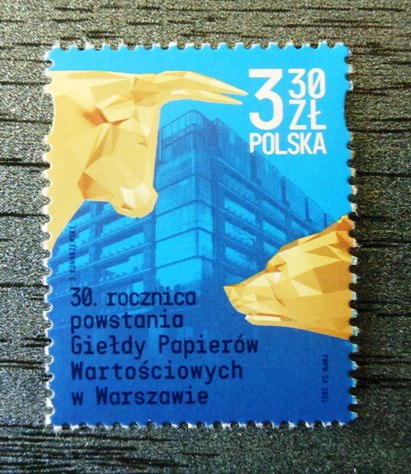 3 30
ZŁ
POLSKA
30. rocznica
powstania
Giełdy Papierów
Wartościowych
w Warszawie